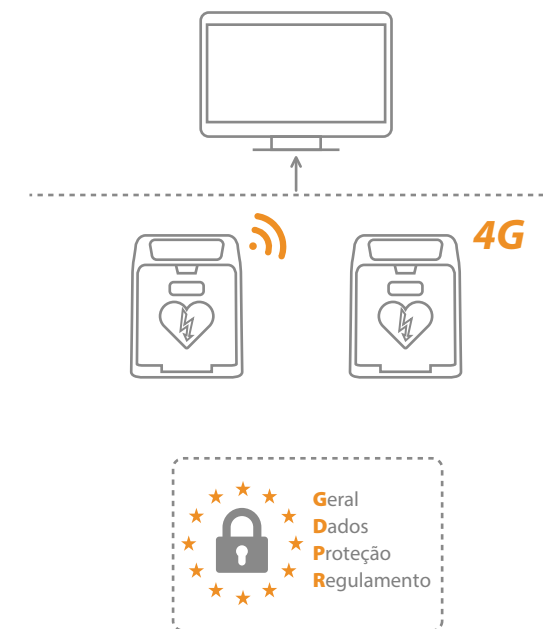 4G
Geral
Dados
Proteção
Regulamento